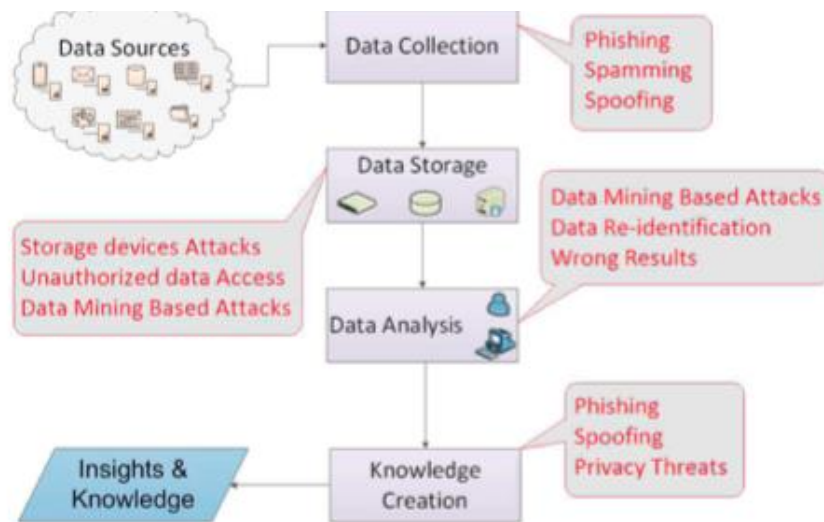 Data Sources
Data Collection
Phishing
Spamming
Spoofing
Data Storage
Storage devices Attacks
Unauthorized data Access
Data Mining Based Attacks
Data Mining Based Attacks
Data Re-identification
Wrong Results
Data Analysis
Phishing
Spoofing
Privacy Threats
Knowledge
Creation
Insights &
Knowledge